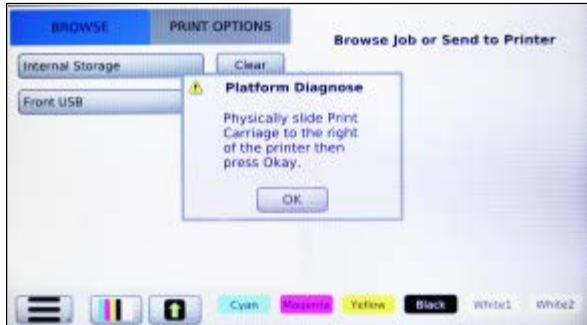 BROWSE
PRINT OPTIONS
Browse Job or Send to Printer
Internal Storage
Clear
Front USB
Platform Diagnose
Physically slide Print
Carriage to the right
of the printer then
press Okay.
OK
Cyan
Magenta
Yellow
Black
White1
White2